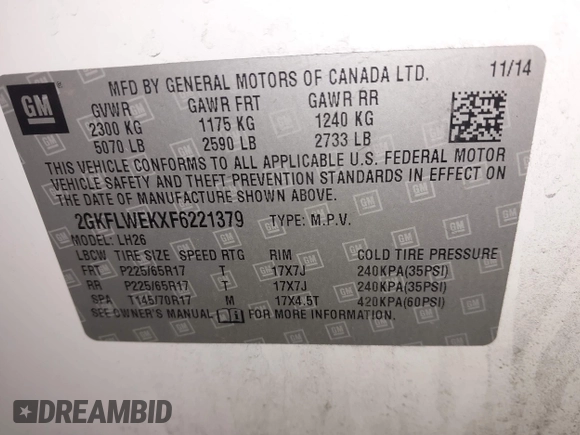 GM
MFD BY GENERAL MOTORS OF CANADA LTD. 11/14
GVWR GAWR FRT GAWR RR
2300 KG 1175 KG 1240 KG
5070 LB 2590 LB 2733 LB
THIS VEHICLE CONFORMS TO ALL APPLICABLE U.S. FEDERAL MOTOR
VEHICLE SAFETY AND THEFT PREVENTION STANDARDS IN EFFECT ON
THE DATE OF MANUFACTURE SHOWN ABOVE.
2GKFLWEKXF6221379 TYPE: M.P.V.
MODEL: LH26
LBCW TIRE SIZE SPEED RTG RIM COLD TIRE PRESSURE
FRT P225/65R17 T 17X7J 240KPA(35PSI)
RR P225/65R17 T 17X7J 240KPA(35PSI)
SPA T145/70R17 M 17X4.5T 420KPA(60PSI)
SEE OWNER'S MANUAL FOR MORE INFORMATION.
DREAMBID